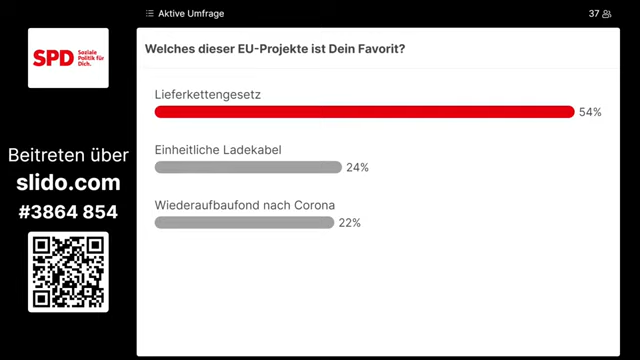 Aktive Umfrage
37
SPD
Soziale
Politik für
Dich.
Beitreten über
slido.com
#3864 854
Welches dieser EU-Projekte ist Dein Favorit?
Lieferkettengesetz
54%
Einheitliche Ladekabel
24%
Wiederaufbaufond nach Corona
22%